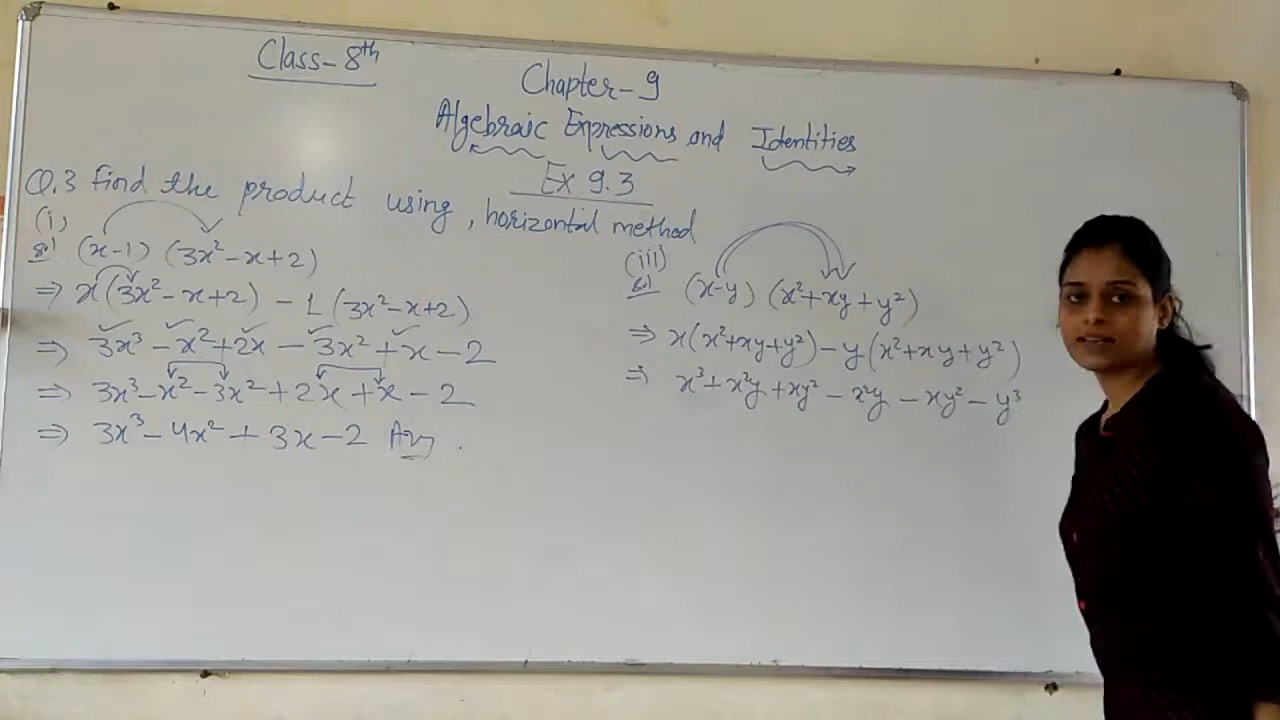 Class-8th
Chapter-9
Algebraic Expressions and Identities
Ex 9.3
Q.3 find the product using, horizontal method
(i)
Sol (x-1) (3x²-x+2)
⇒ x(3x²-x+2) - 1 (3x²-x+2)
⇒ 3x³ - x² + 2x - 3x² + x - 2
⇒ 3x³ - x² - 3x² + 2x + x - 2
⇒ 3x³ - 4x² + 3x - 2 Ans.
(iii)
Sol (x-y) (x²+xy+y²)
⇒ x(x²+xy+y²) - y(x²+xy+y²)
⇒ x³ + x²y + xy² - x²y - xy² - y³